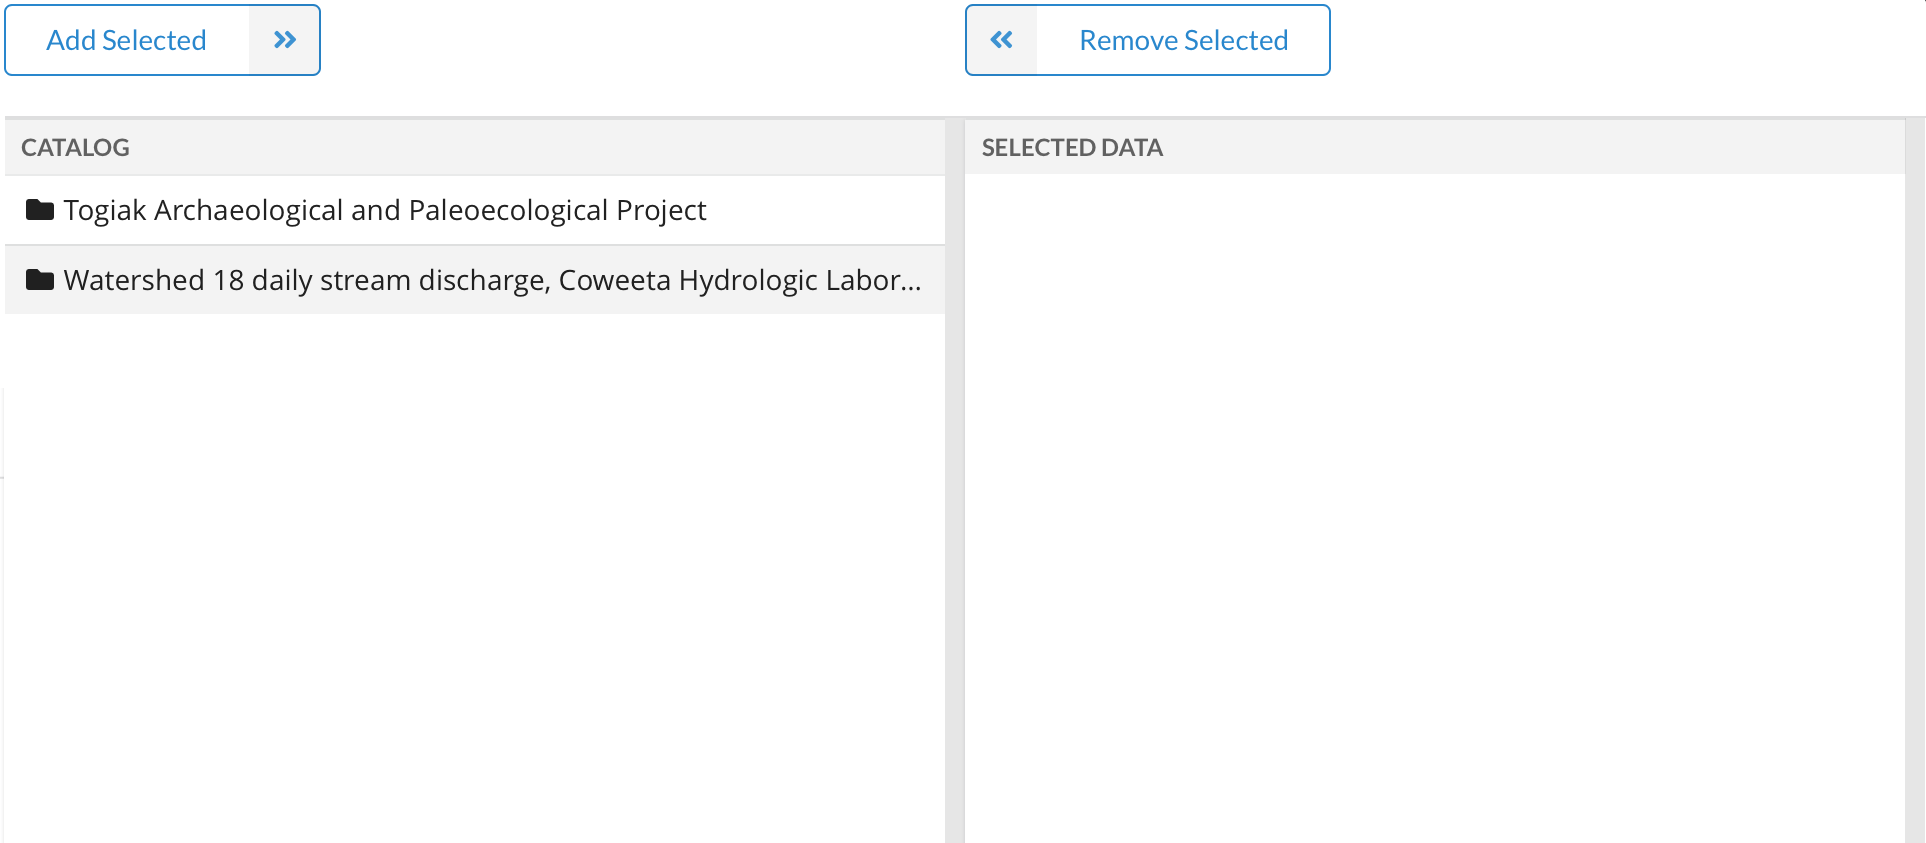 Add Selected
Remove Selected
CATALOG
SELECTED DATA
Togiak Archaeological and Paleoecological Project
Watershed 18 daily stream discharge, Coweeta Hydrologic Labor...